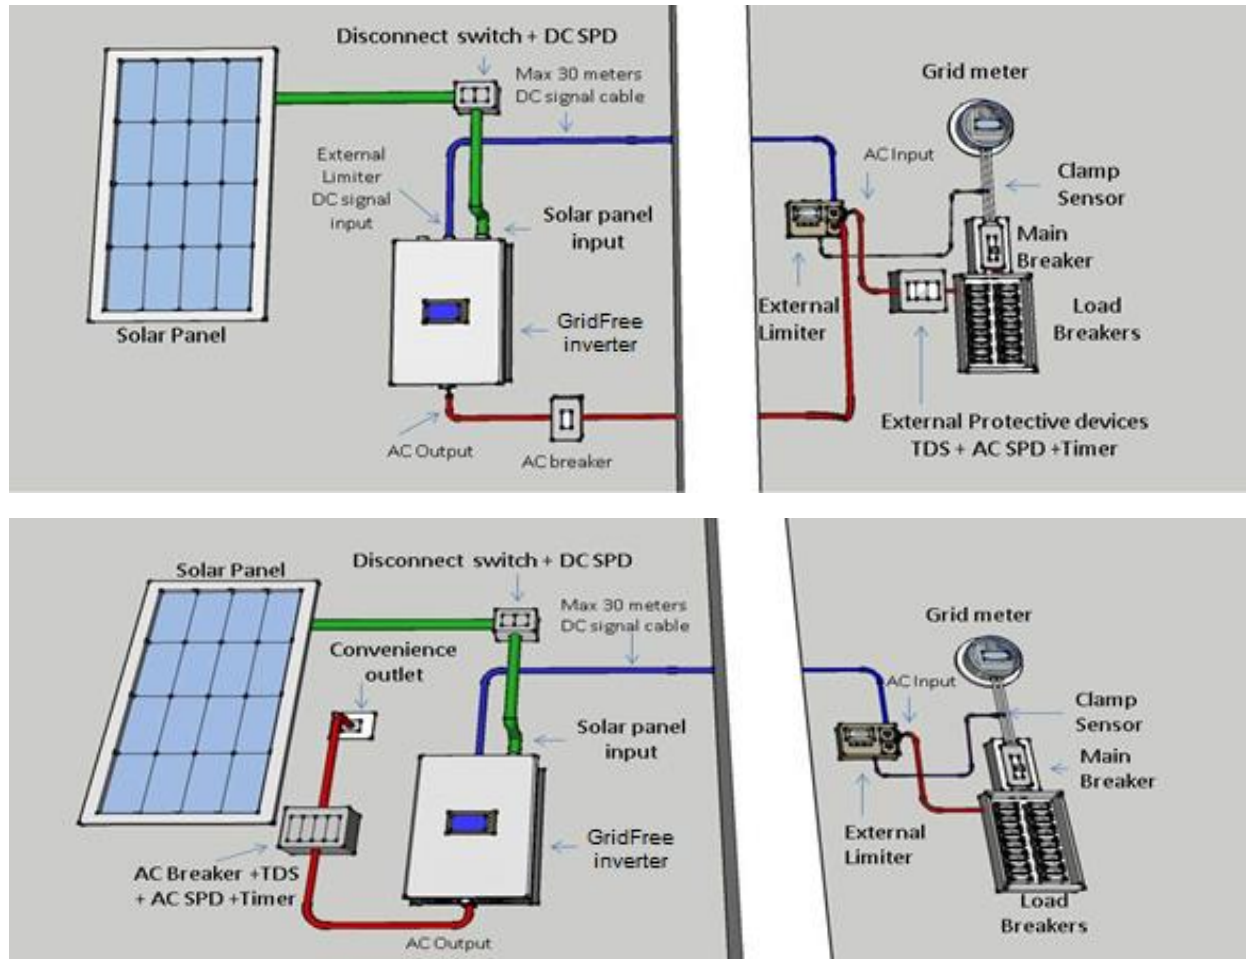 Disconnect switch + DC SPD
Max 30 meters
DC signal cable
External
Limiter
DC signal
input
Solar panel
input
Solar Panel
GridFree
inverter
AC Output
AC breaker
Grid meter
AC Input
Clamp
Sensor
Main
Breaker
External
Limiter
Load
Breakers
External Protective devices
TDS + AC SPD +Timer
Solar Panel
Disconnect switch + DC SPD
Max 30 meters
DC signal cable
Convenience
outlet
Solar panel
input
GridFree
inverter
AC Breaker +TDS
+ AC SPD +Timer
AC Output
Grid meter
AC Input
Clamp
Sensor
Main
Breaker
External
Limiter
Load
Breakers